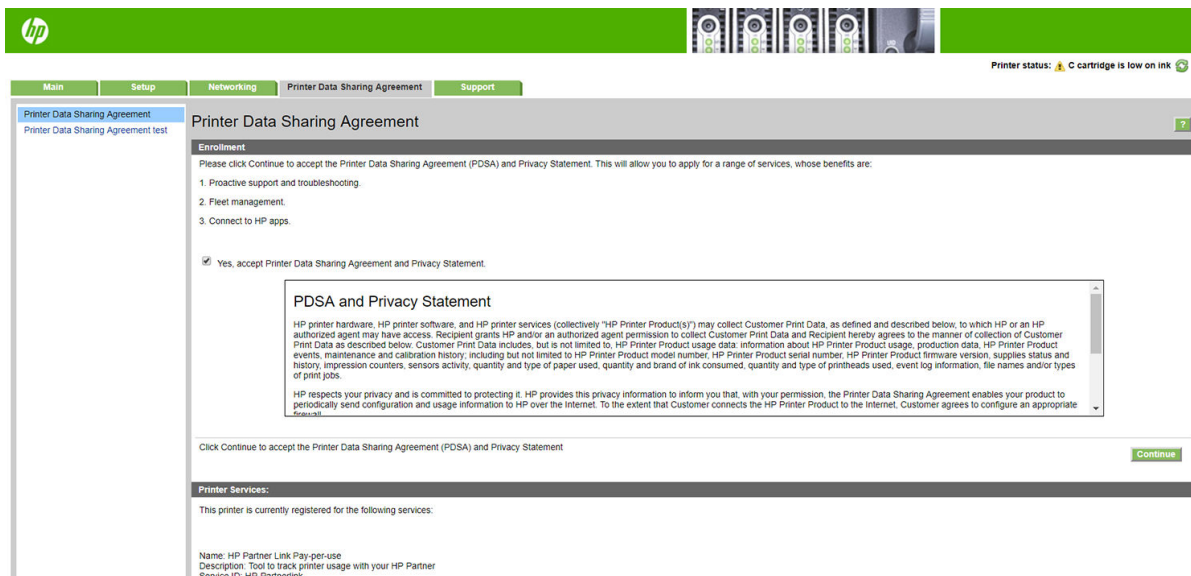 hp
Printer status: C cartridge is low on ink
Main Setup Networking Printer Data Sharing Agreement Support
Printer Data Sharing Agreement
Printer Data Sharing Agreement test
Printer Data Sharing Agreement
?
Enrollment
Please click Continue to accept the Printer Data Sharing Agreement (PDSA) and Privacy Statement. This will allow you to apply for a range of services, whose benefits are:
1. Proactive support and troubleshooting.
2. Fleet management.
3. Connect to HP apps.
Yes, accept Printer Data Sharing Agreement and Privacy Statement.
PDSA and Privacy Statement
HP printer hardware, HP printer software, and HP printer services (collectively "HP Printer Product(s)") may collect Customer Print Data, as defined and described below, to which HP or an HP
authorized agent may have access. Recipient grants HP and/or an authorized agent permission to collect Customer Print Data and Recipient hereby agrees to the manner of collection of Customer
Print Data as described below. Customer Print Data includes, but is not limited to, HP Printer Product usage data: information about HP Printer Product usage, production data, HP Printer Product
events, maintenance and calibration history; including but not limited to HP Printer Product model number, HP Printer Product serial number, HP Printer Product firmware version, supplies status and
history, impression counters, sensors activity, quantity and type of paper used, quantity and brand of ink consumed, quantity and type of printheads used, event log information, file names and/or types
of print jobs.
HP respects your privacy and is committed to protecting it. HP provides this privacy information to inform you that, with your permission, the Printer Data Sharing Agreement enables your product to
periodically send configuration and usage information to HP over the Internet. To the extent that Customer connects the HP Printer Product to the Internet, Customer agrees to configure an appropriate
firewall
Click Continue to accept the Printer Data Sharing Agreement (PDSA) and Privacy Statement
Continue
Printer Services:
This printer is currently registered for the following services:
Name: HP Partner Link Pay-per-use
Description: Tool to track printer usage with your HP Partner
Service ID: HP Partnerlink